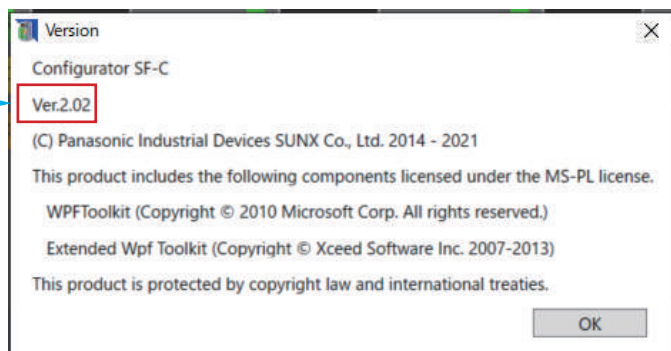 Version
Configurator SF-C
Ver.2.02
(C) Panasonic Industrial Devices SUNX Co., Ltd. 2014 - 2021
This product includes the following components licensed under the MS-PL license.
WPFToolkit (Copyright © 2010 Microsoft Corp. All rights reserved.)
Extended Wpf Toolkit (Copyright © Xceed Software Inc. 2007-2013)
This product is protected by copyright law and international treaties.
OK